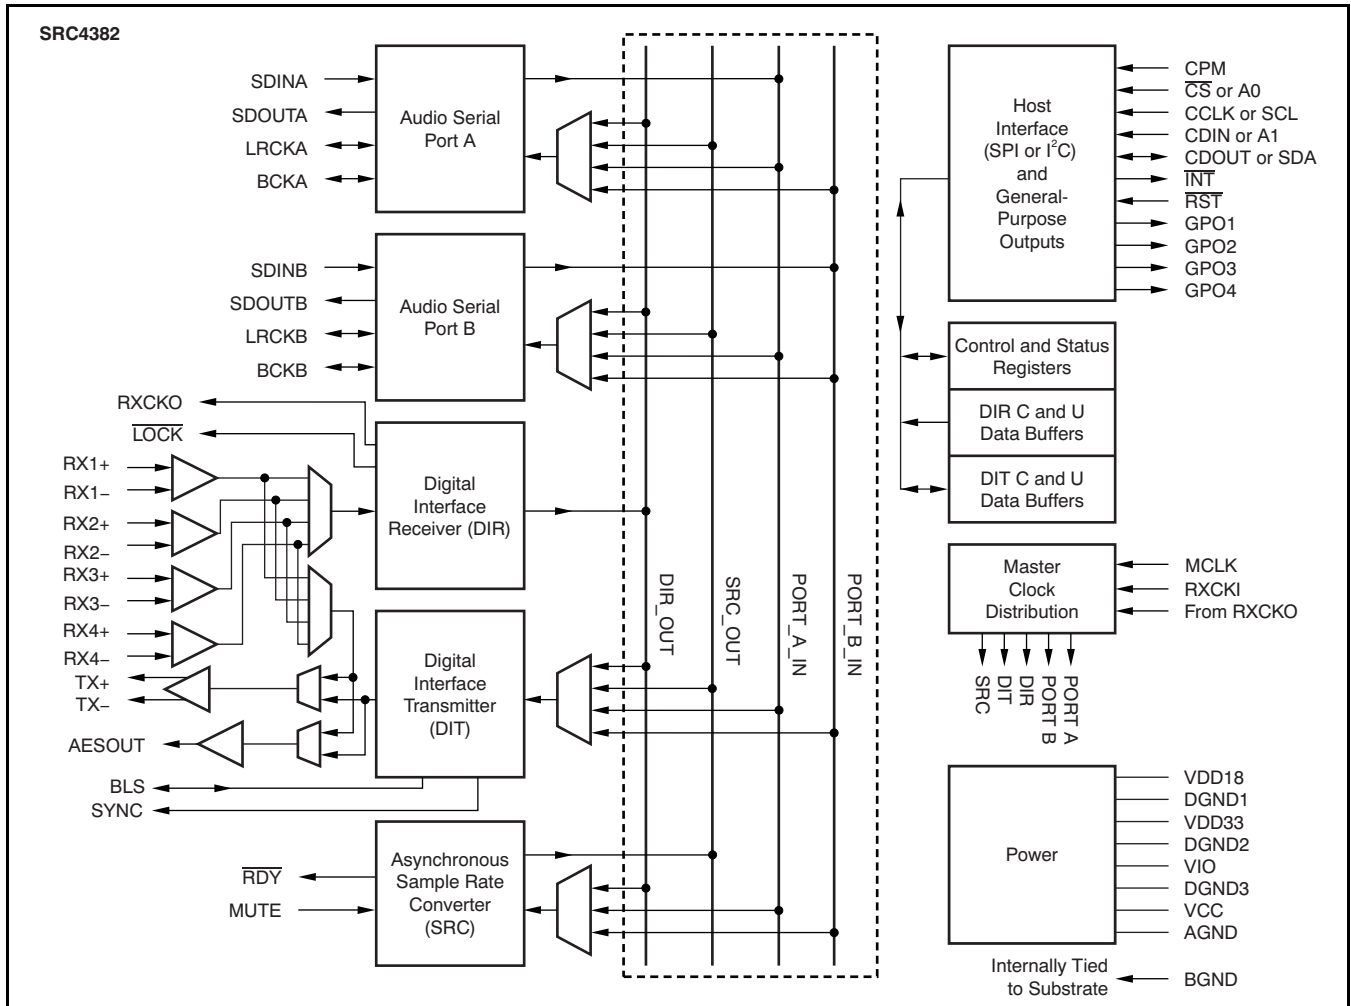 SRC4382
SDINA
SDOUTA
LRCKA
BCKA
Audio Serial
Port A
SDINB
SDOUTB
LRCKB
BCKB
Audio Serial
Port B
RXCKO
LOCK
RX1+
RX1−
RX2+
RX2−
RX3+
RX3−
RX4+
RX4−
TX+
TX−
AESOUT
BLS
SYNC
Digital
Interface
Receiver (DIR)
Digital
Interface
Transmitter
(DIT)
RDY
MUTE
Asynchronous
Sample Rate
Converter
(SRC)
DIR_OUT
SRC_OUT
PORT_A_IN
PORT_B_IN
Host
Interface
(SPI or I²C)
and
General-
Purpose
Outputs
CPM
CS or A0
CCLK or SCL
CDIN or A1
CDOUT or SDA
INT
RST
GPO1
GPO2
GPO3
GPO4
Control and Status
Registers
DIR C and U
Data Buffers
DIT C and U
Data Buffers
Master
Clock
Distribution
MCLK
RXCKI
From RXCKO
SRC
DIT
DIR
PORT B
PORT A
Power
VDD18
DGND1
VDD33
DGND2
VIO
DGND3
VCC
AGND
Internally Tied
to Substrate
BGND